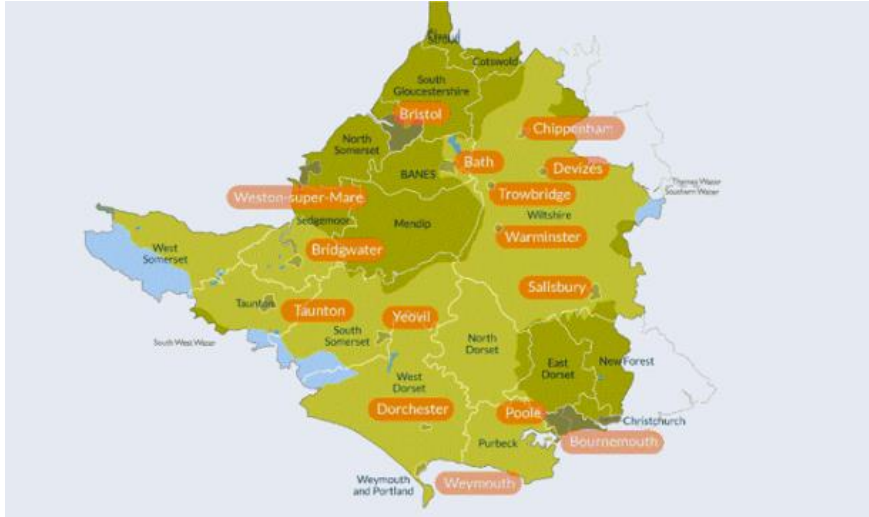 Stroud
Cotswold
South
Gloucestershire
Bristol
Chippenham
North
Somerset
Bath
BANES
Devizes
Thames Water
Southern Water
Weston-super-Mare
Trowbridge
Wiltshire
Sedgemoor
Mendip
Warminster
West
Somerset
Bridgwater
Salisbury
Taunton
Taunton
Yeovil
South
Somerset
South West Water
North
Dorset
East
Dorset
New Forest
West
Dorset
Dorchester
Poole
Christchurch
Purbeck
Bournemouth
Weymouth
and Portland
Weymouth